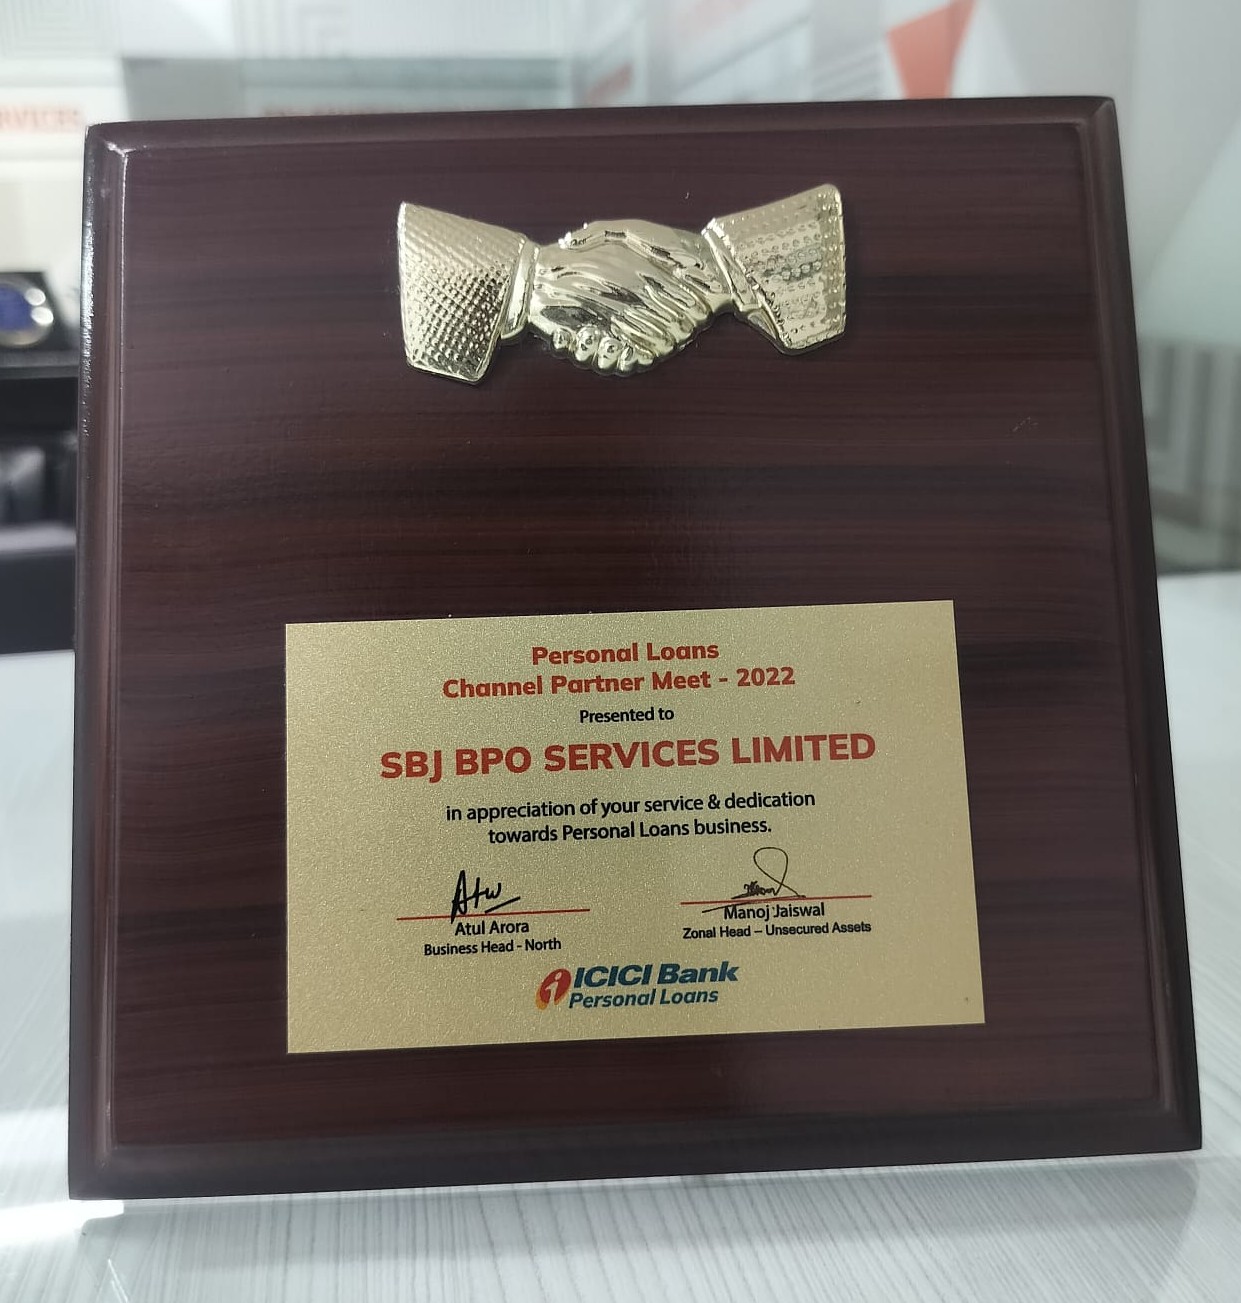 RVICES
Personal Loans
Channel Partner Meet - 2022
Presented to
SBJ BPO SERVICES LIMITED
in appreciation of your service & dedication
towards Personal Loans business.
Atul Arora
Business Head - North
Manoj Jaiswal
Zonal Head – Unsecured Assets
ICICI Bank
Personal Loans